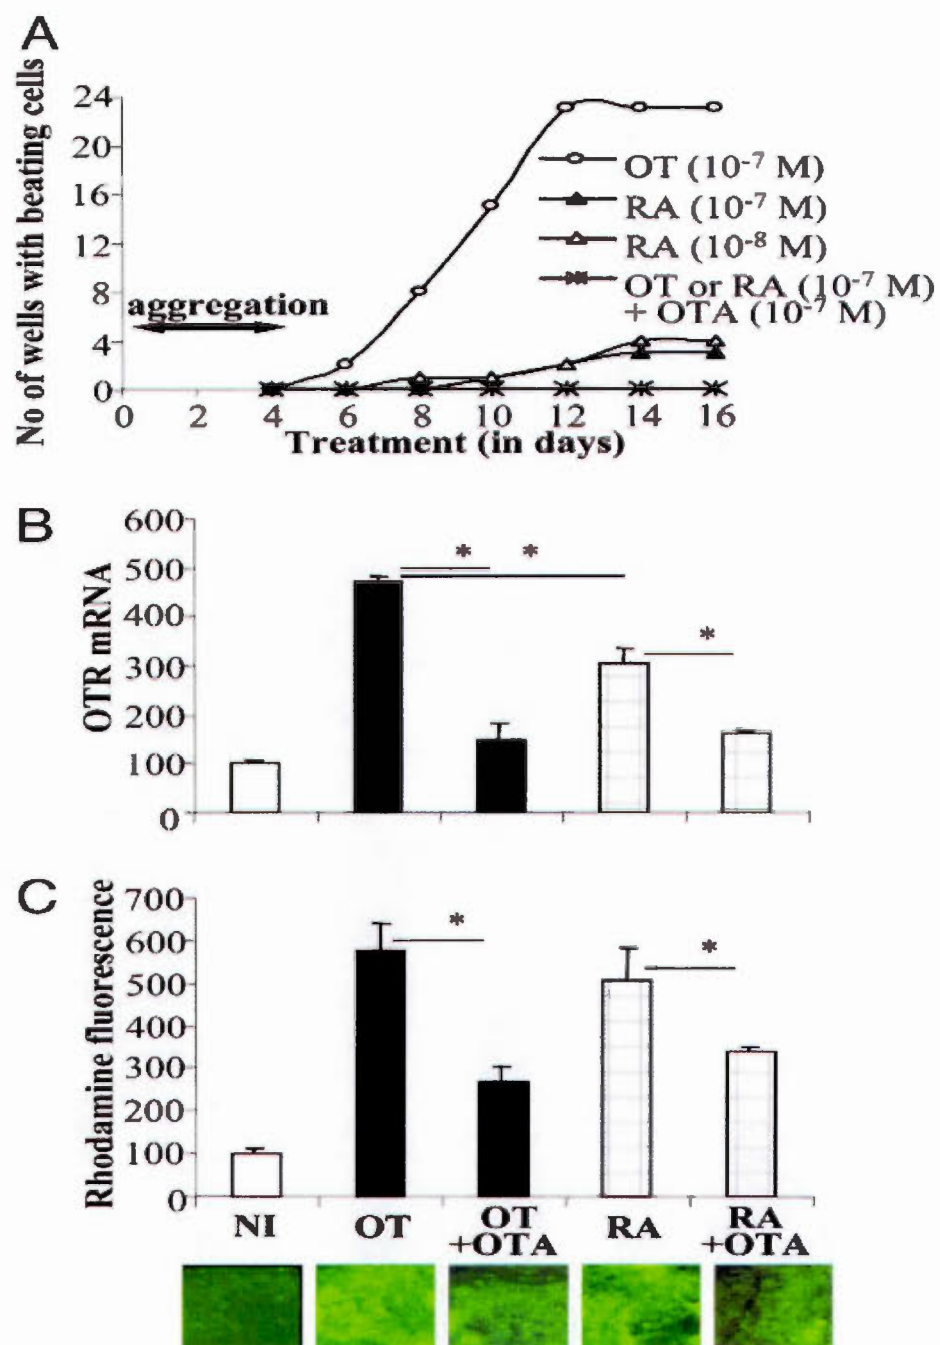 A
No of wells with beating cells
24
20
16
12
8
4
0
aggregation
OT (10⁻⁷ M)
RA (10⁻⁷ M)
RA (10⁻⁸ M)
OT or RA (10⁻⁷ M)
+ OTA (10⁻⁷ M)
0 2 4 6 8 10 12 14 16
Treatment (in days)
B
OTR mRNA
600
500
400
300
200
100
0
* *
*
C
Rhodamine fluorescence
700
600
500
400
300
200
100
0
*
*
NI OT OT +OTA RA RA +OTA